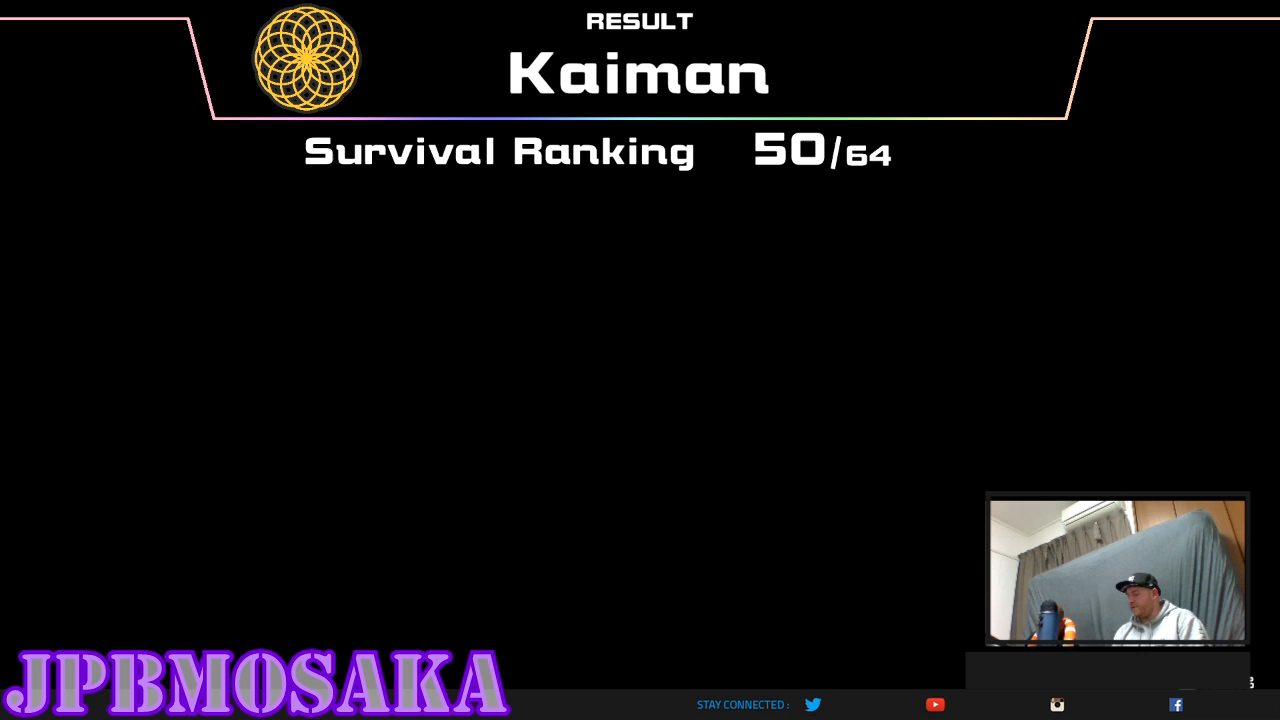 RESULT
Kaiman
Survival Ranking 50/64
JPBMOSAKA
STAY CONNECTED :